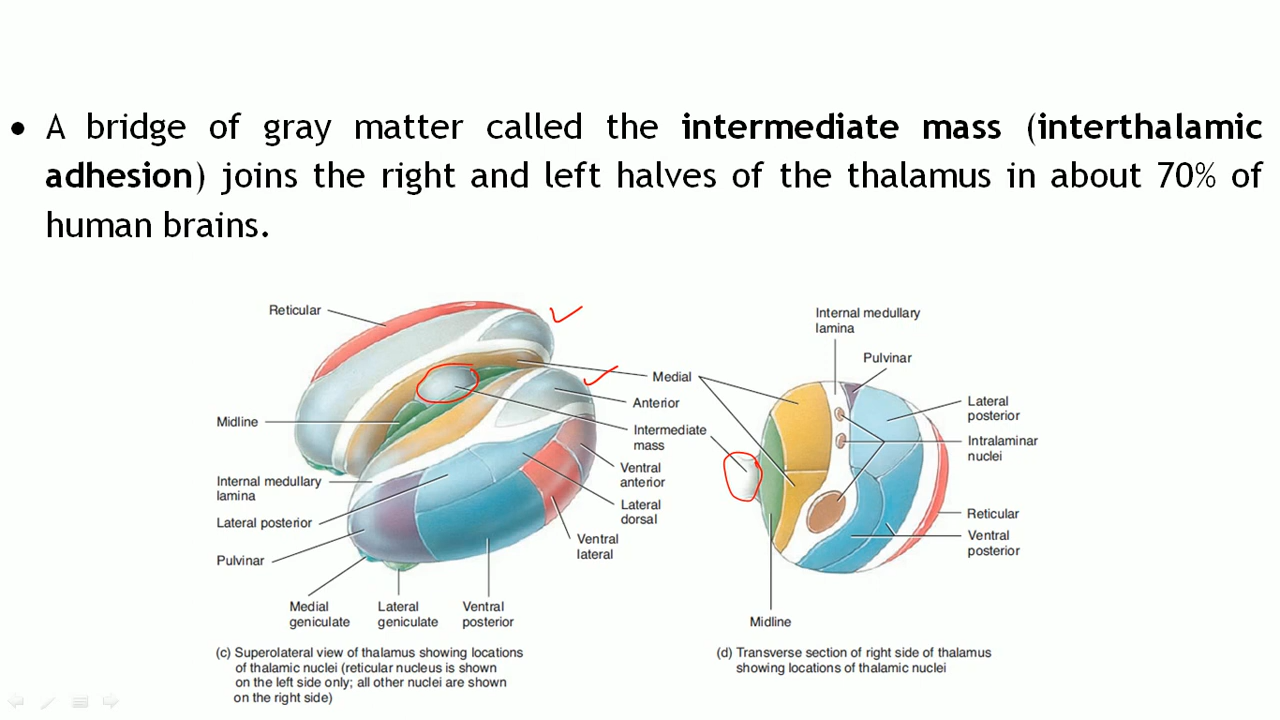 • A bridge of gray matter called the intermediate mass (interthalamic
adhesion) joins the right and left halves of the thalamus in about 70% of
human brains.
Reticular
Midline
Internal medullary
lamina
Lateral posterior
Pulvinar
Medial
geniculate
Lateral
geniculate
Ventral
posterior
Medial
Anterior
Intermediate
mass
Ventral
anterior
Lateral
dorsal
Ventral
lateral
(c) Superolateral view of thalamus showing locations
of thalamic nuclei (reticular nucleus is shown
on the left side only; all other nuclei are shown
on the right side)
Internal medullary
lamina
Pulvinar
Lateral
posterior
Intralaminar
nuclei
Reticular
Ventral
posterior
Midline
(d) Transverse section of right side of thalamus
showing locations of thalamic nuclei